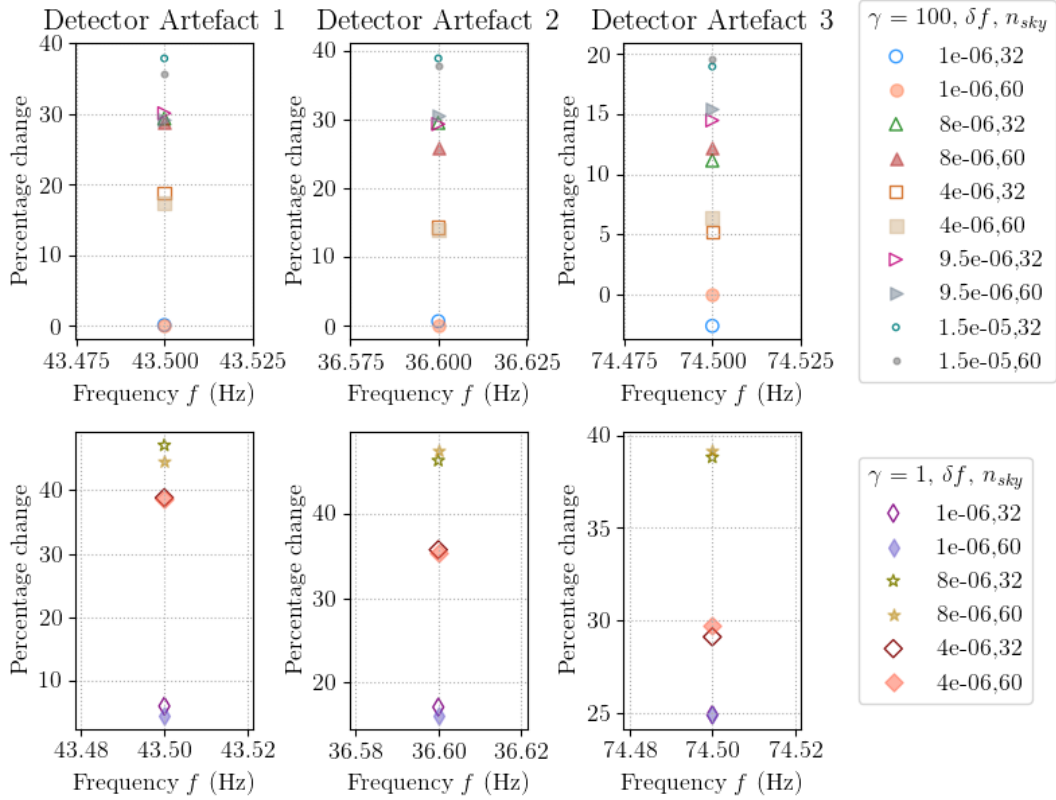 Detector Artefact 1
Detector Artefact 2
Detector Artefact 3
Percentage change
40
30
20
10
0
43.475
43.500
43.525
Frequency f (Hz)
Percentage change
40
30
20
10
0
36.575
36.600
36.625
Frequency f (Hz)
Percentage change
20
15
10
5
0
74.475
74.500
74.525
Frequency f (Hz)
γ = 100, δf, n_sky
1e-06,32
1e-06,60
8e-06,32
8e-06,60
4e-06,32
4e-06,60
9.5e-06,32
9.5e-06,60
1.5e-05,32
1.5e-05,60
Percentage change
40
30
20
10
43.48
43.50
43.52
Frequency f (Hz)
Percentage change
40
30
20
36.58
36.60
36.62
Frequency f (Hz)
Percentage change
40
35
30
25
74.48
74.50
74.52
Frequency f (Hz)
γ = 1, δf, n_sky
1e-06,32
1e-06,60
8e-06,32
8e-06,60
4e-06,32
4e-06,60